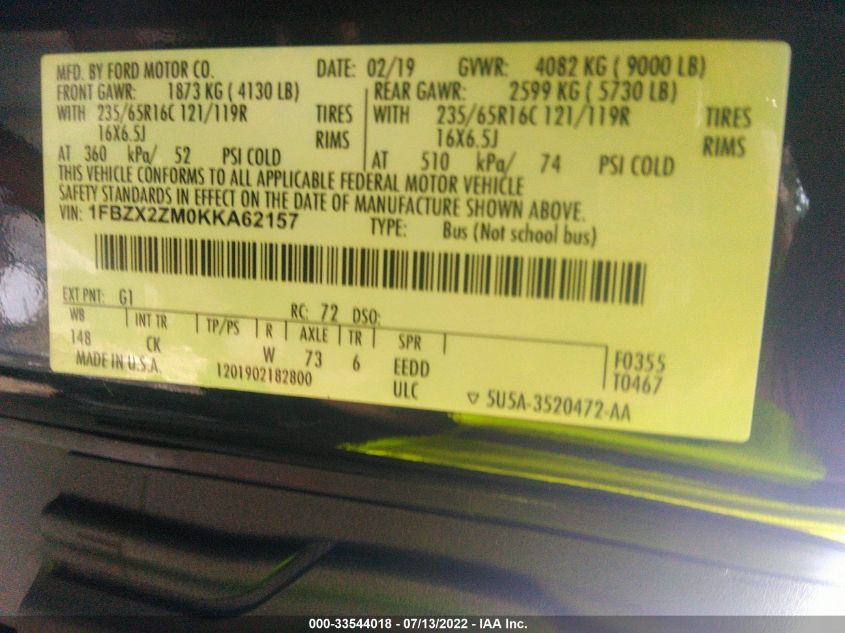 MFD. BY FORD MOTOR CO. DATE: 02/19 GVWR: 4082 KG ( 9000 LB)
FRONT GAWR: 1873 KG ( 4130 LB) REAR GAWR: 2599 KG ( 5730 LB)
WITH 235/65R16C 121/119R TIRES WITH 235/65R16C 121/119R TIRES
16X6.5J RIMS 16X6.5J RIMS
AT 360 kPa/ 52 PSI COLD AT 510 kPa/ 74 PSI COLD
THIS VEHICLE CONFORMS TO ALL APPLICABLE FEDERAL MOTOR VEHICLE
SAFETY STANDARDS IN EFFECT ON THE DATE OF MANUFACTURE SHOWN ABOVE.
VIN: 1FBZX2ZM0KKA62157 TYPE: Bus (Not school bus)
EXT PNT: G1 RC: 72 DSO:
WB INT TR TP/PS R AXLE TR SPR
148 CK W 73 6 EEDD F0355
MADE IN U.S.A. 1201902182800 ULC T0467
5U5A-3520472-AA
000-33544018 - 07/13/2022 - IAA Inc.